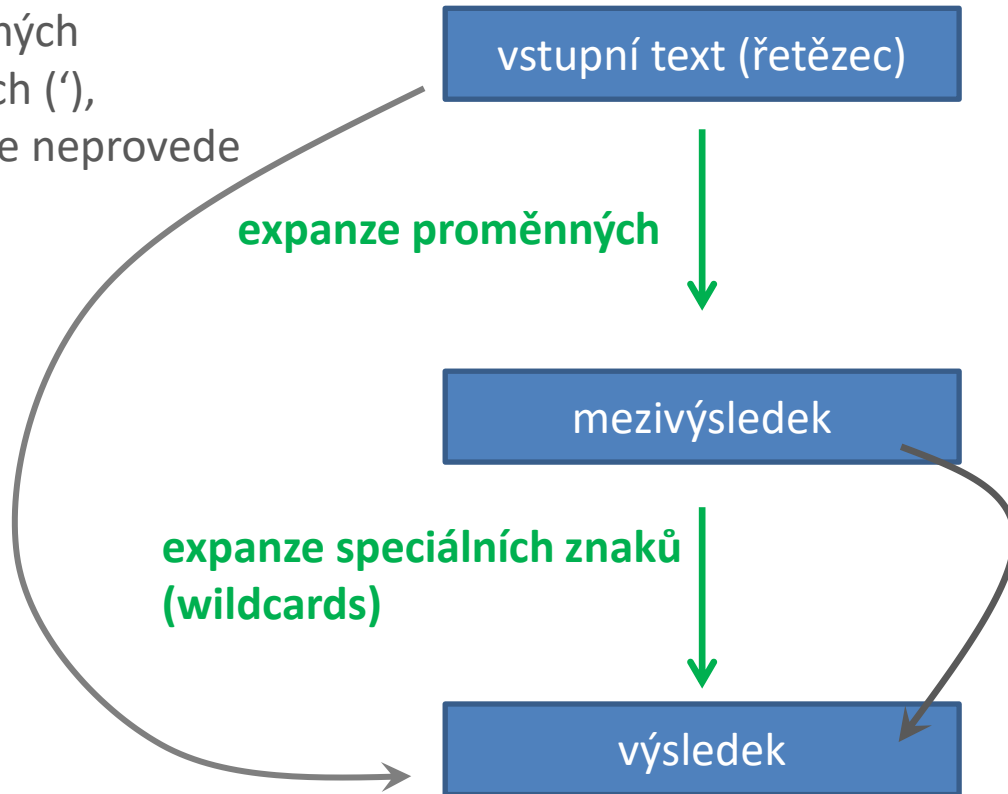 ných
vstupní text (řetězec)
ch (‘),
e neprovede
expanze proměnných
mezivýsledek
expanze speciálních znaků
(wildcards)
výsledek